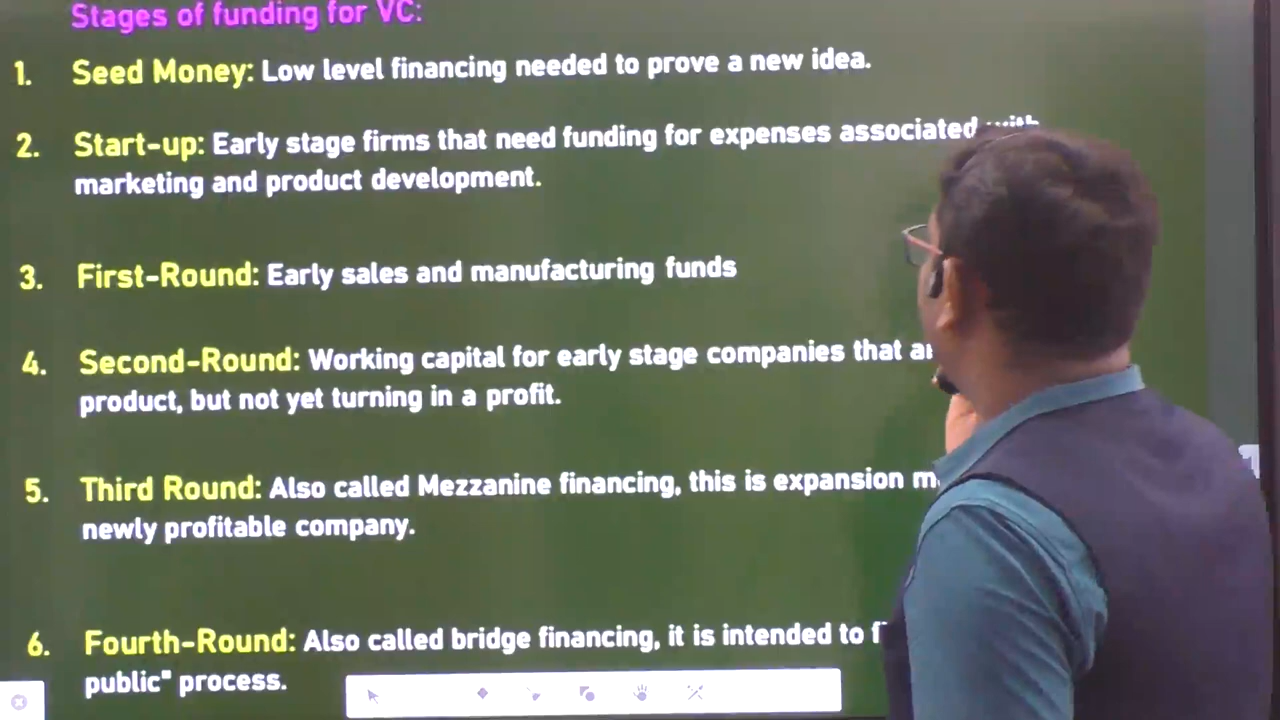 Stages of funding for VC:
1. Seed Money: Low level financing needed to prove a new idea.
2. Start-up: Early stage firms that need funding for expenses associated with
marketing and product development.
3. First-Round: Early sales and manufacturing funds
4. Second-Round: Working capital for early stage companies that
product, but not yet turning in a profit.
5. Third Round: Also called Mezzanine financing, this is expansion
newly profitable company.
6. Fourth-Round: Also called bridge financing, it is intended to
public" process.